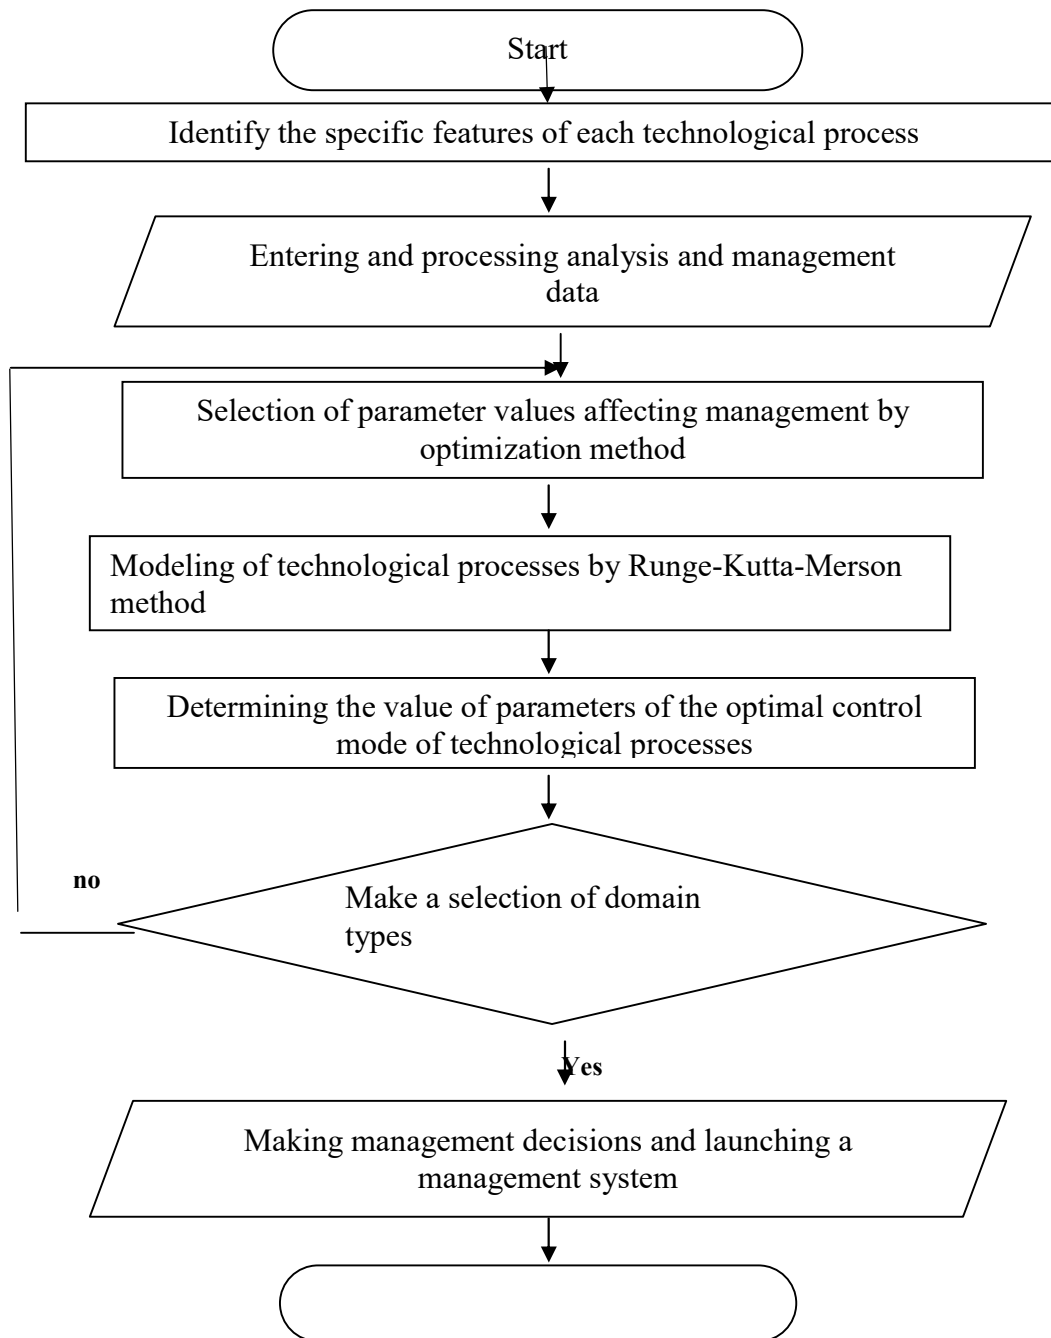 Start
Identify the specific features of each technological process
Entering and processing analysis and management
data
Selection of parameter values affecting management by
optimization method
Modeling of technological processes by Runge-Kutta-Merson
method
Determining the value of parameters of the optimal control
mode of technological processes
no
Make a selection of domain
types
Yes
Making management decisions and launching a
management system